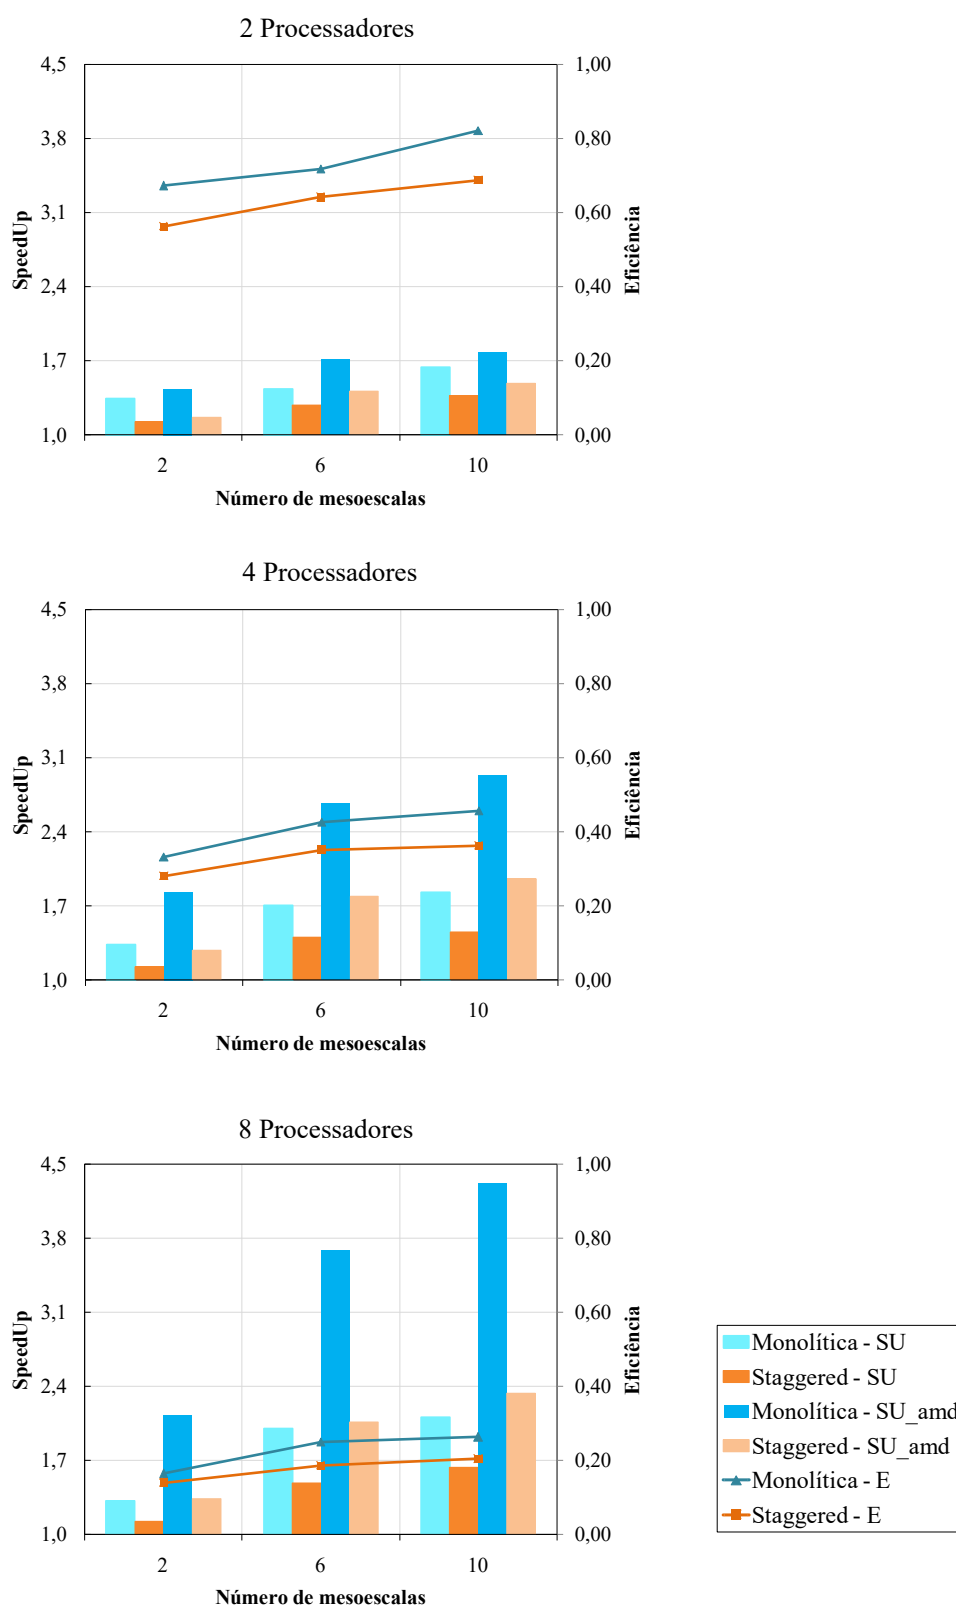 2 Processadores
4,5
3,8
3,1
2,4
1,7
1,0
SpeedUp
1,00
0,80
0,60
0,40
0,20
0,00
Eficiência
2 6 10
Número de mesoescalas
4 Processadores
4,5
3,8
3,1
2,4
1,7
1,0
SpeedUp
1,00
0,80
0,60
0,40
0,20
0,00
Eficiência
2 6 10
Número de mesoescalas
8 Processadores
4,5
3,8
3,1
2,4
1,7
1,0
SpeedUp
1,00
0,80
0,60
0,40
0,20
0,00
Eficiência
2 6 10
Número de mesoescalas
Monolítica - SU
Staggered - SU
Monolítica - SU_amd
Staggered - SU_amd
Monolítica - E
Staggered - E